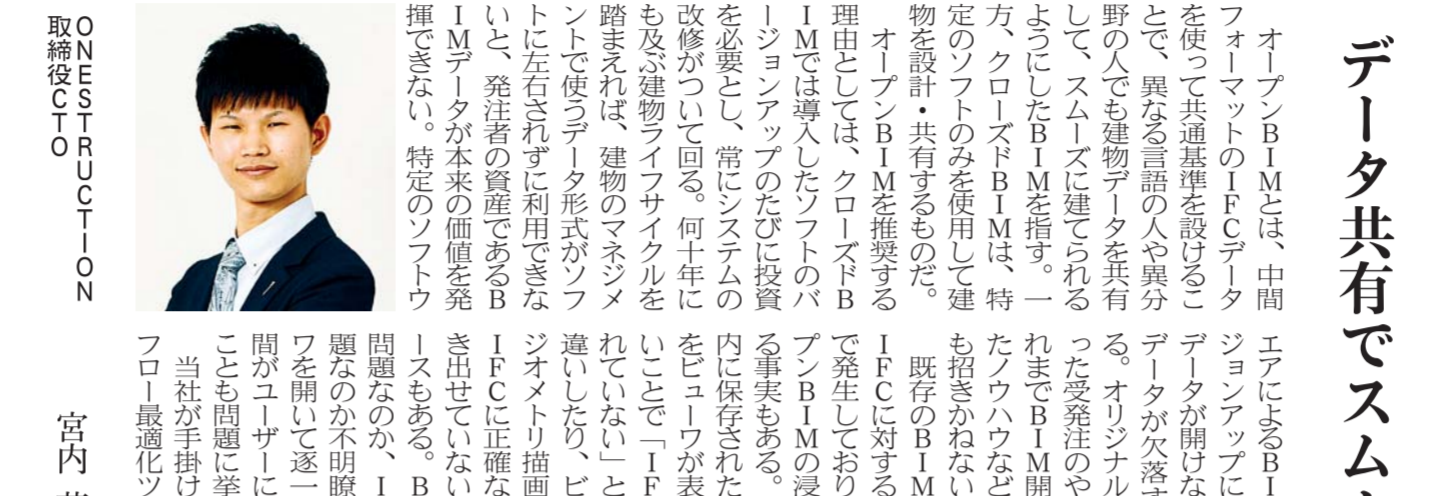 データ共有でスム
オープンBIMとは、中間
フォーマットのIFCデータ
を使って共通基準を設けるこ
とで、異なる言語の人や異分
野の人でも建物データを共有
して、スムーズに建てられる
ようにしたBIMを指す。一
方、クローズドBIMは、特
定のソフトのみを使用して建
物を設計・共有するものだ。
オープンBIMを推奨する
理由としては、クローズドB
IMでは導入したソフトのバ
ージョンアップのたびに投資
を必要とし、常にシステムの
改修がついて回る。何十年に
も及ぶ建物ライフサイクルを
踏まえれば、建物のマネジメ
ントで使うデータ形式がソフ
トに左右されずに利用できな
いと、発注者の資産であるB
IMデータが本来の価値を発
揮できない。特定のソフトウ
ONESTRUCTION
取締役CTO
エアによるBI
ジョンアップに
データが開けな
データが欠落す
る。オリジナル
った受発注のや
れまでBIM開
たノウハウなど
も招きかねない
既存のBIM
IFCに対する
で発生しており
プンBIMの浸
る事実もある。
内に保存された
をビューワが表
いことで「IF
れていない」と
違いしたり、ビ
ジオメトリ描画
IFCに正確な
き出せていない
ースもある。B
問題なのか、I
題なのか不明瞭
ワを開いて逐一
間がユーザーに
ことも問題に挙
当社が手掛け
フロー最適化ツ
宮内